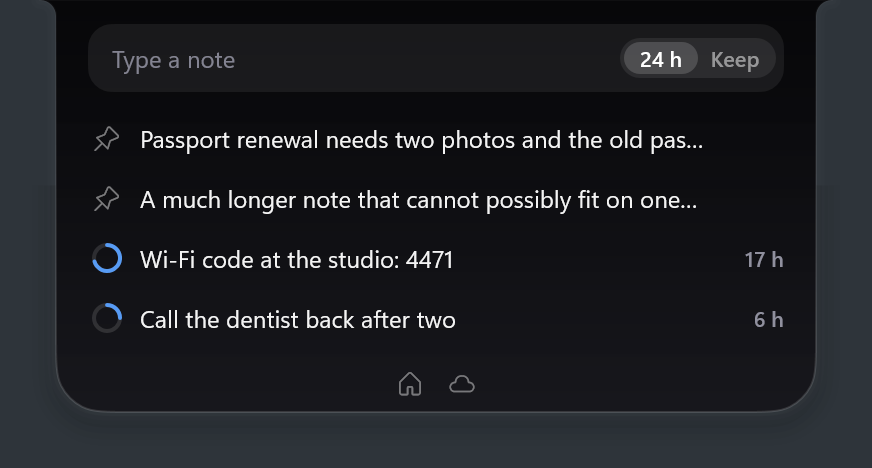 Type a note
24 h
Keep
Passport renewal needs two photos and the old pas...
A much longer note that cannot possibly fit on one...
Wi-Fi code at the studio: 4471
17 h
Call the dentist back after two
6 h